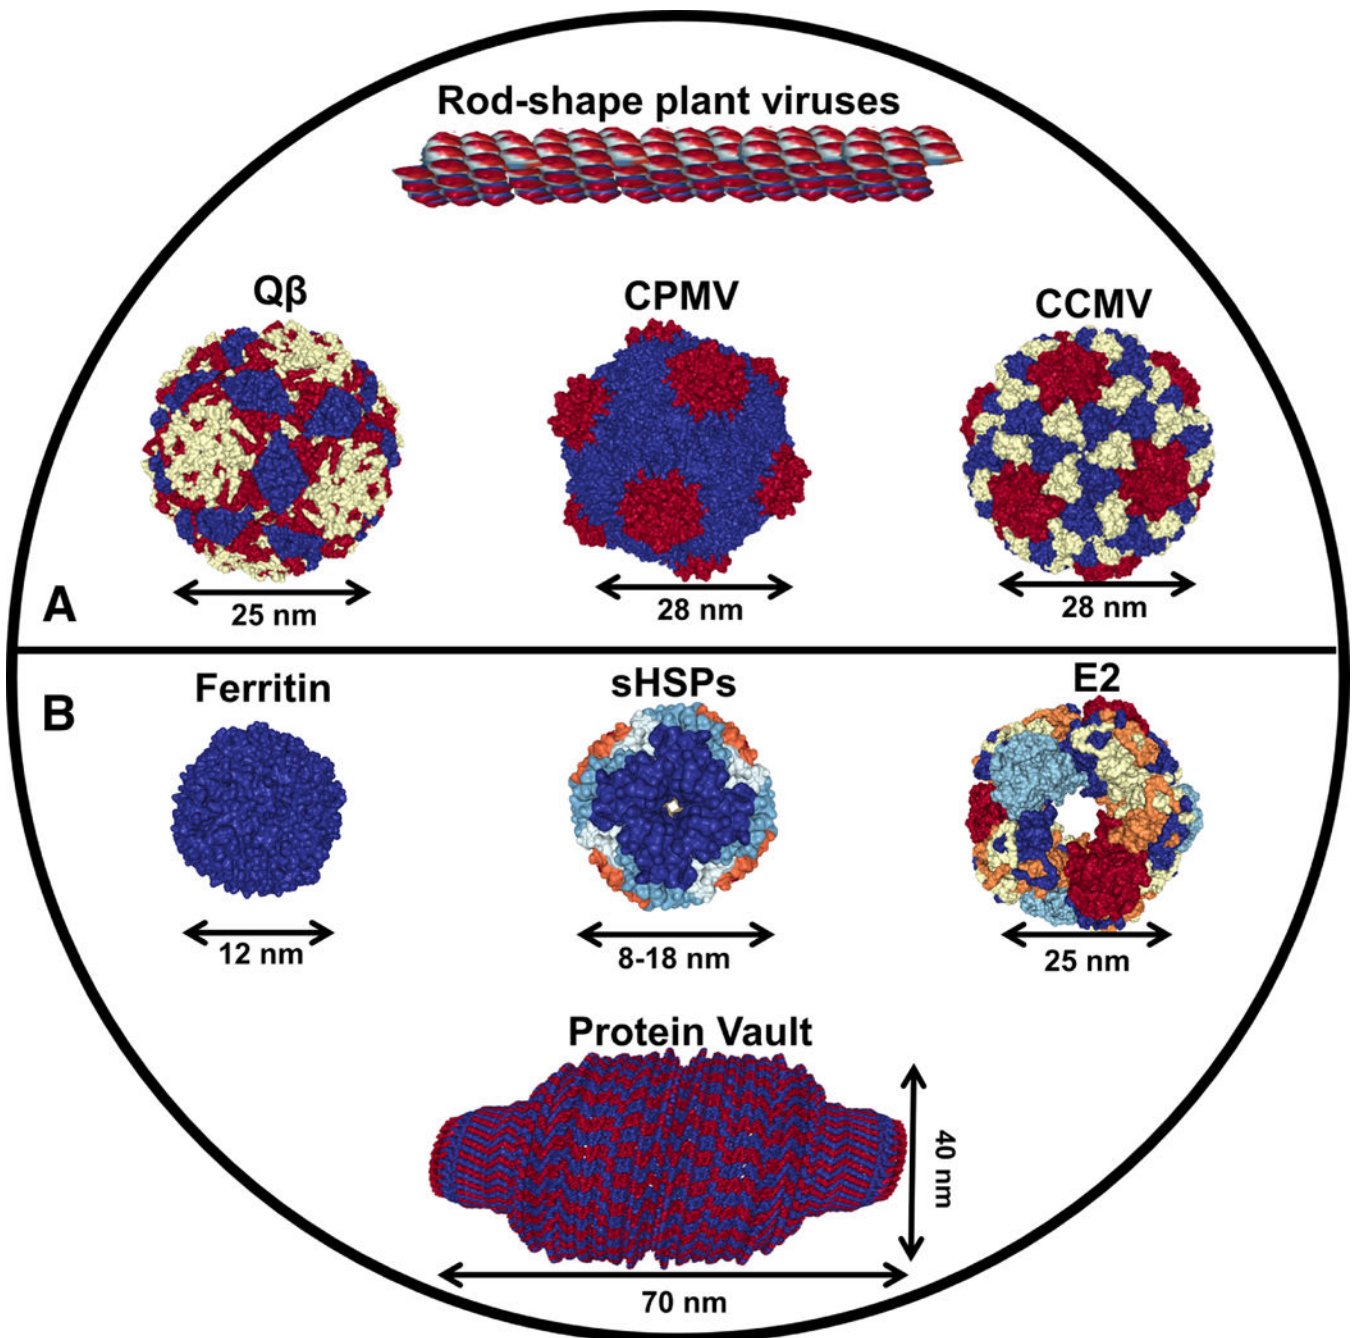 Rod-shape plant viruses
Qβ
CPMV
CCMV
25 nm
28 nm
28 nm
A
B
Ferritin
sHSPs
E2
12 nm
8-18 nm
25 nm
Protein Vault
40 nm
70 nm